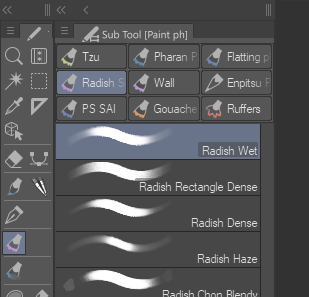 Sub Tool [Paint ph]
Tzu
Pharan F
Flatting p
Radish S
Wall
Enpitsu F
PS SAI
Gouache
Ruffers
Radish Wet
Radish Rectangle Dense
Radish Dense
Radish Haze
Radish Chop Blendy